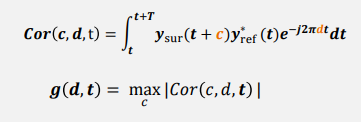 Cor(c, d, t) = ∫_t^{t+T} y_sur(t + c)y*_ref(t)e^{-j2πdt}dt
g(d, t) = max_c |Cor(c, d, t)|